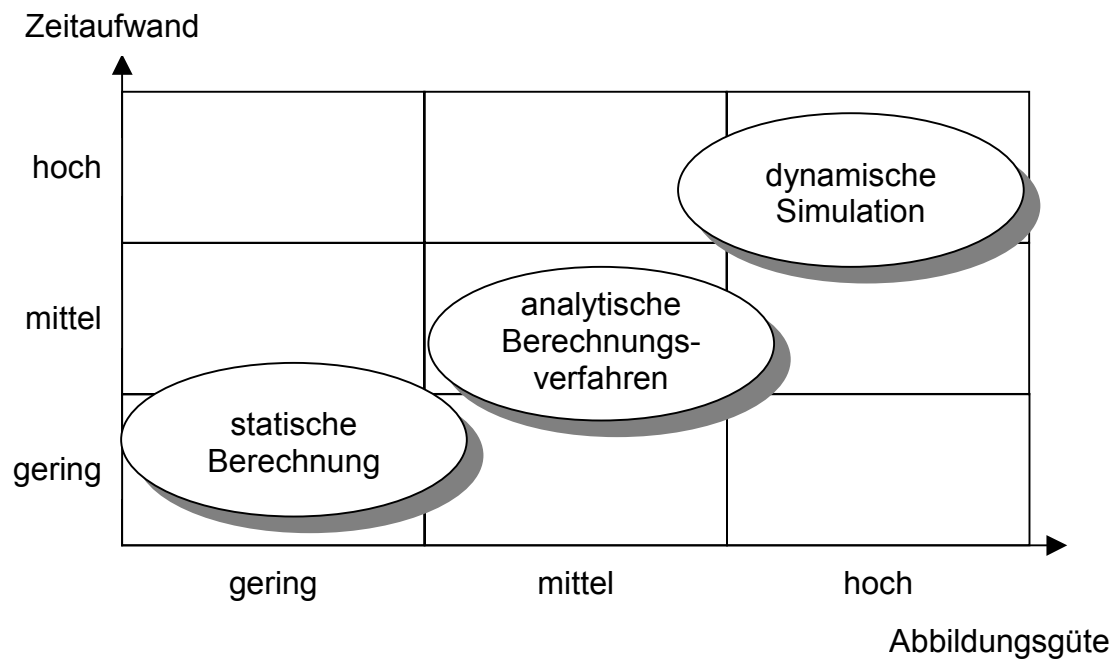 Zeitaufwand
hoch
dynamische
Simulation
mittel
analytische
Berechnungs-
verfahren
statische
Berechnung
gering
gering
mittel
hoch
Abbildungsgüte